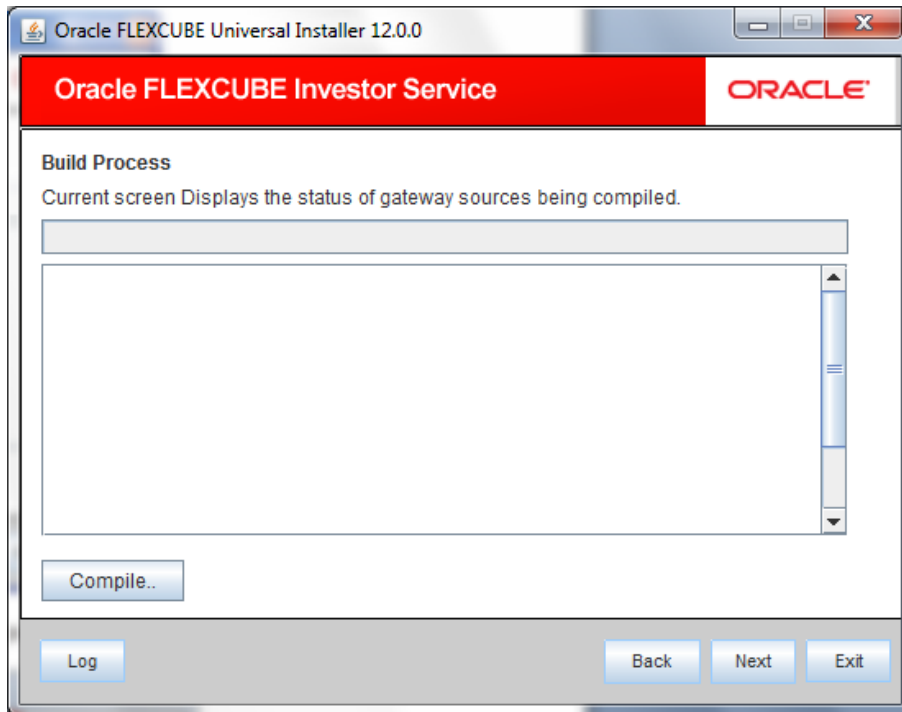 Oracle FLEXCUBE Universal Installer 12.0.0
Oracle FLEXCUBE Investor Service
ORACLE
Build Process
Current screen Displays the status of gateway sources being compiled.
Compile..
Log
Back
Next
Exit